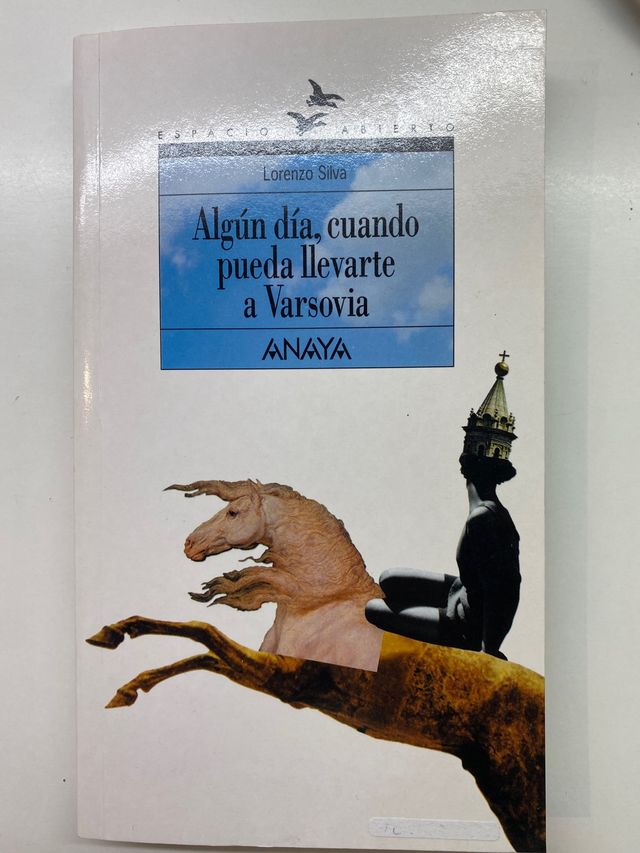 ESPACIO ABIERTO
Lorenzo Silva
Algún día, cuando
pueda llevarte
a Varsovia
ANAYA